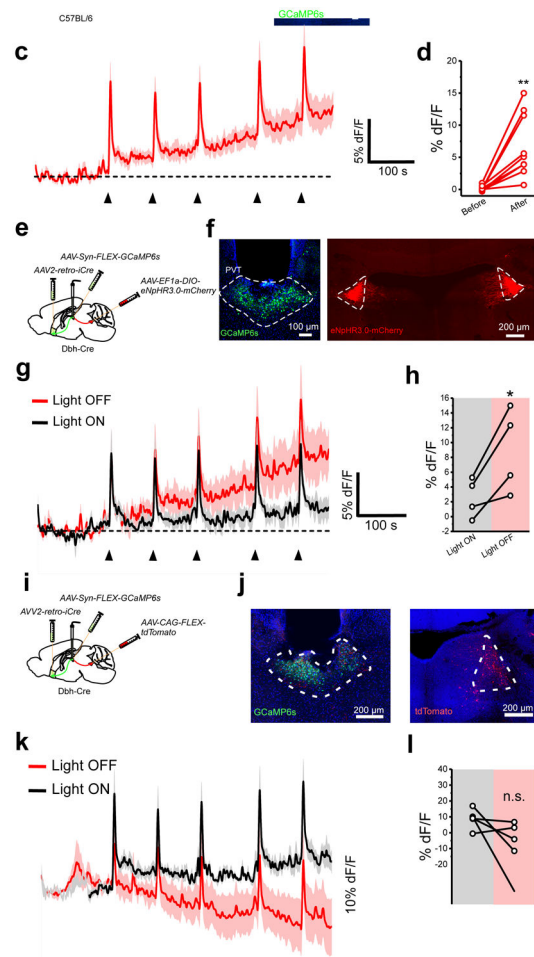 C57BL/6
GCaMP6s
c
5% dF/F
100 s
d
% dF/F
20
15
10
5
0
**
Before
After
e
AAV-Syn-FLEX-GCaMP6s
AAV2-retro-iCre
AAV-EF1a-DIO-
eNpHR3.0-mCherry
Dbh-Cre
f
PVT
GCaMP6s
100 µm
eNpHR3.0-mCherry
200 µm
g
Light OFF
Light ON
5% dF/F
100 s
h
% dF/F
16
14
12
10
8
6
4
2
0
-2
*
Light ON
Light OFF
i
AAV-Syn-FLEX-GCaMP6s
AVV2-retro-iCre
AAV-CAG-FLEX-
tdTomato
Dbh-Cre
j
GCaMP6s
200 µm
tdTomato
200 µm
k
Light OFF
Light ON
10% dF/F
l
% dF/F
40
30
20
10
0
-10
-20
n.s.